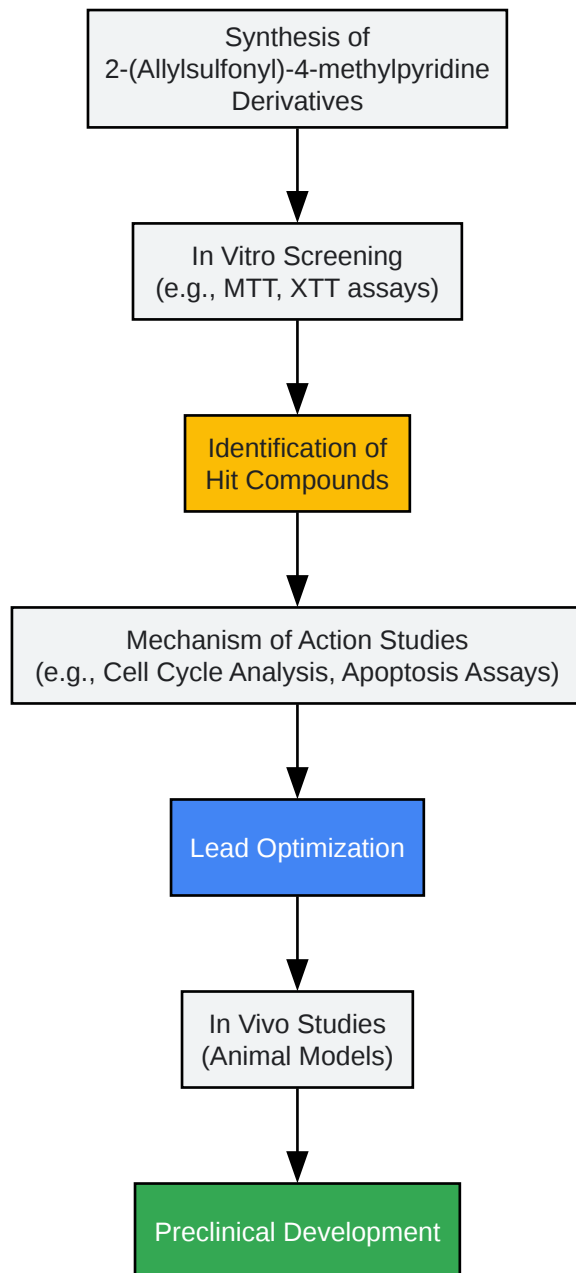 Synthesis of
2-(Allylsulfonyl)-4-methylpyridine
Derivatives
In Vitro Screening
(e.g., MTT, XTT assays)
Identification of
Hit Compounds
Mechanism of Action Studies
(e.g., Cell Cycle Analysis, Apoptosis Assays)
Lead Optimization
In Vivo Studies
(Animal Models)
Preclinical Development